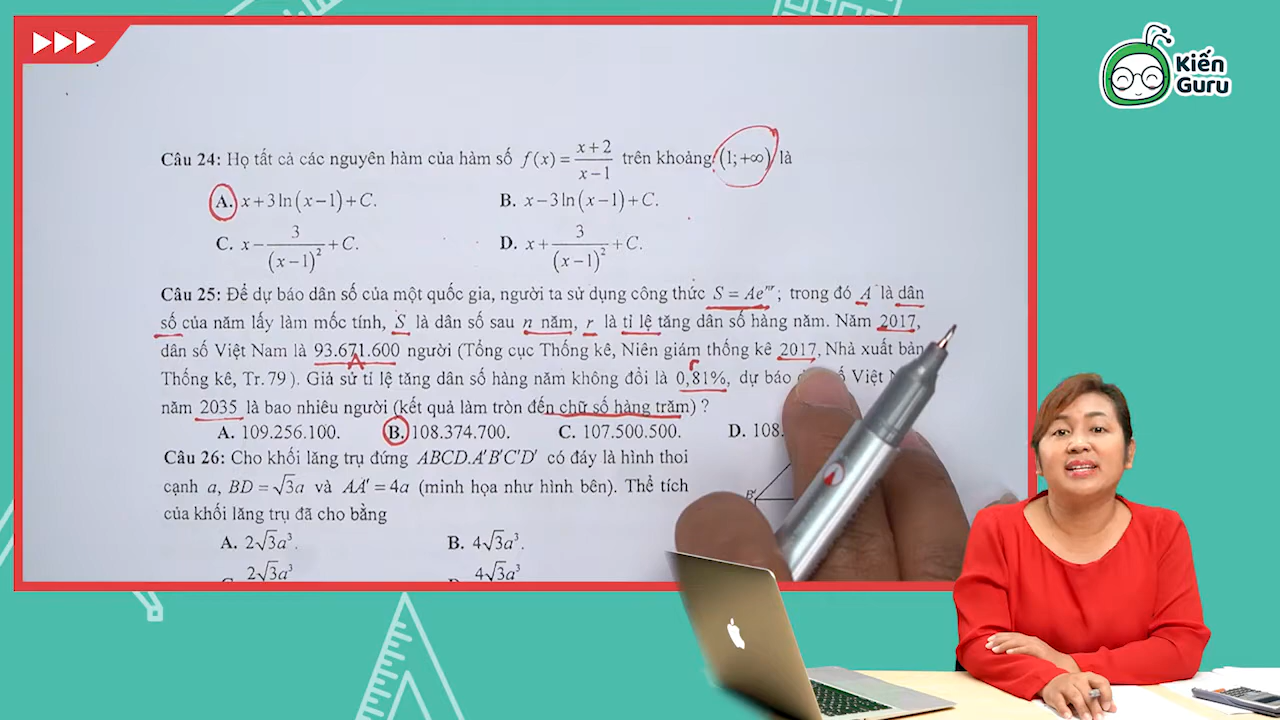 Kiến
Guru
Câu 24: Họ tất cả các nguyên hàm của hàm số f(x) = (x+2)/(x−1) trên khoảng (1;+∞) là
A. x+3ln(x−1)+C. B. x−3ln(x−1)+C.
C. x− 3/(x−1)² +C. D. x+ 3/(x−1)² +C.
Câu 25: Để dự báo dân số của một quốc gia, người ta sử dụng công thức S = Ae^{nr}; trong đó A là dân
số của năm lấy làm mốc tính, S là dân số sau n năm, r là tỉ lệ tăng dân số hàng năm. Năm 2017,
dân số Việt Nam là 93.671.600 người (Tổng cục Thống kê, Niên giám thống kê 2017, Nhà xuất bản
A r
Thống kê, Tr.79). Giả sử tỉ lệ tăng dân số hàng năm không đổi là 0,81%, dự báo số Việt
năm 2035 là bao nhiêu người (kết quả làm tròn đến chữ số hàng trăm) ?
A. 109.256.100. B. 108.374.700. C. 107.500.500. D. 108.
Câu 26: Cho khối lăng trụ đứng ABCD.A'B'C'D' có đáy là hình thoi
cạnh a, BD = √3a và AA' = 4a (minh họa như hình bên). Thể tích B'
của khối lăng trụ đã cho bằng
A. 2√3a³. B. 4√3a³.
2√3a³ 4√3a³